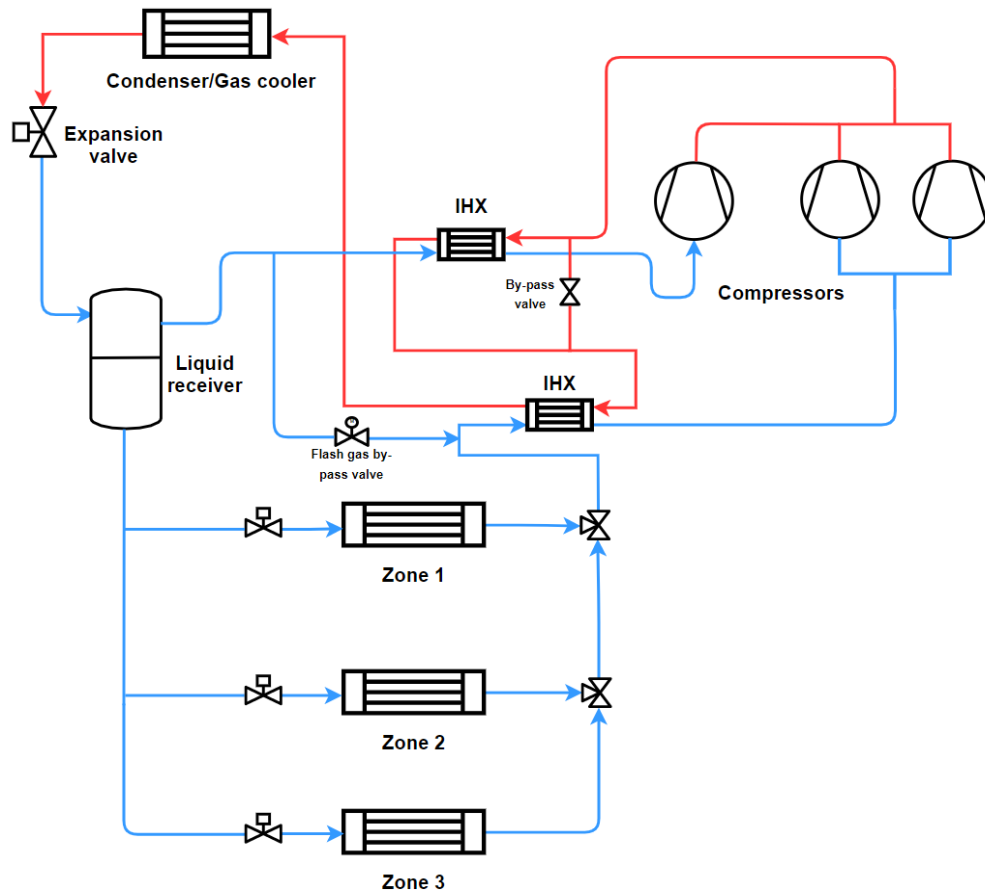 Condenser/Gas cooler
Expansion
valve
IHX
By-pass
valve
Compressors
Liquid
receiver
IHX
Flash gas by-
pass valve
Zone 1
Zone 2
Zone 3